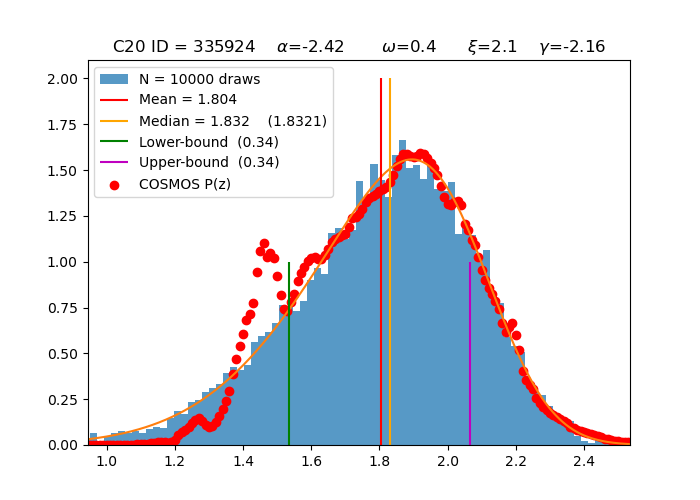 C20 ID = 335924 α=-2.42 ω=0.4 ξ=2.1 γ=-2.16
N = 10000 draws
Mean = 1.804
Median = 1.832 (1.8321)
Lower-bound (0.34)
Upper-bound (0.34)
COSMOS P(z)
2.00
1.75
1.50
1.25
1.00
0.75
0.50
0.25
0.00
1.0 1.2 1.4 1.6 1.8 2.0 2.2 2.4